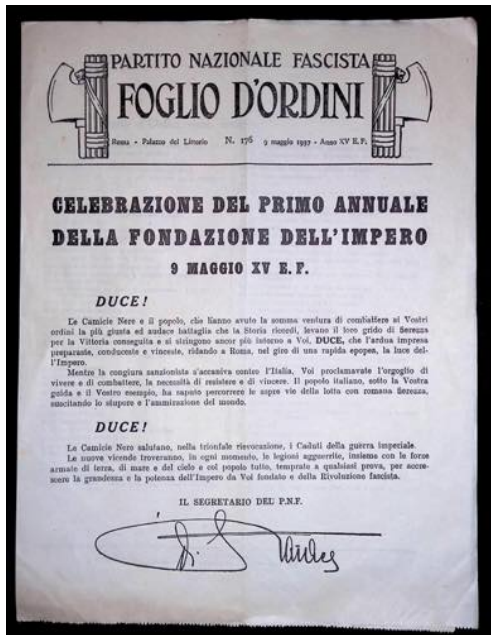 PARTITO NAZIONALE FASCISTA
FOGLIO D'ORDINI
Roma - Palazzo del Littorio N. 176 9 maggio 1937 - Anno XV E. F.
CELEBRAZIONE DEL PRIMO ANNUALE
DELLA FONDAZIONE DELL'IMPERO
9 MAGGIO XV E. F.
DUCE!
Le Camicie Nere e il popolo, che hanno avuto la somma ventura di combattere ai Vostri
ordini la più giusta ed audace battaglia che la Storia ricordi, levano il loro grido di fierezza
per la Vittoria conseguita e si stringono ancor più intorno a Voi, DUCE, che l'ardua impresa
preparaste, conduceste e vinceste, ridando a Roma, nel giro di una rapida epopea, la luce del-
l'Impero.
Mentre la congiura sanzionista s'accaniva contro l'Italia, Voi proclamavate l'orgoglio di
vivere e di combattere, la necessità di resistere e di vincere. Il popolo italiano, sotto la Vostra
guida e il Vostro esempio, ha saputo percorrere le aspre vie della lotta con romana fierezza,
suscitando lo stupore e l'ammirazione del mondo.
DUCE!
Le Camicie Nere salutano, nella trionfale rievocazione, i Caduti della guerra imperiale.
Le nuove vicende troveranno, in ogni momento, le legioni agguerrite, insieme con le forze
armate di terra, di mare e del cielo e col popolo tutto, temprate a qualsiasi prova, per accre-
scere la grandezza e la potenza dell'Impero da Voi fondato e della Rivoluzione fascista.
IL SEGRETARIO DEL P.N.F.